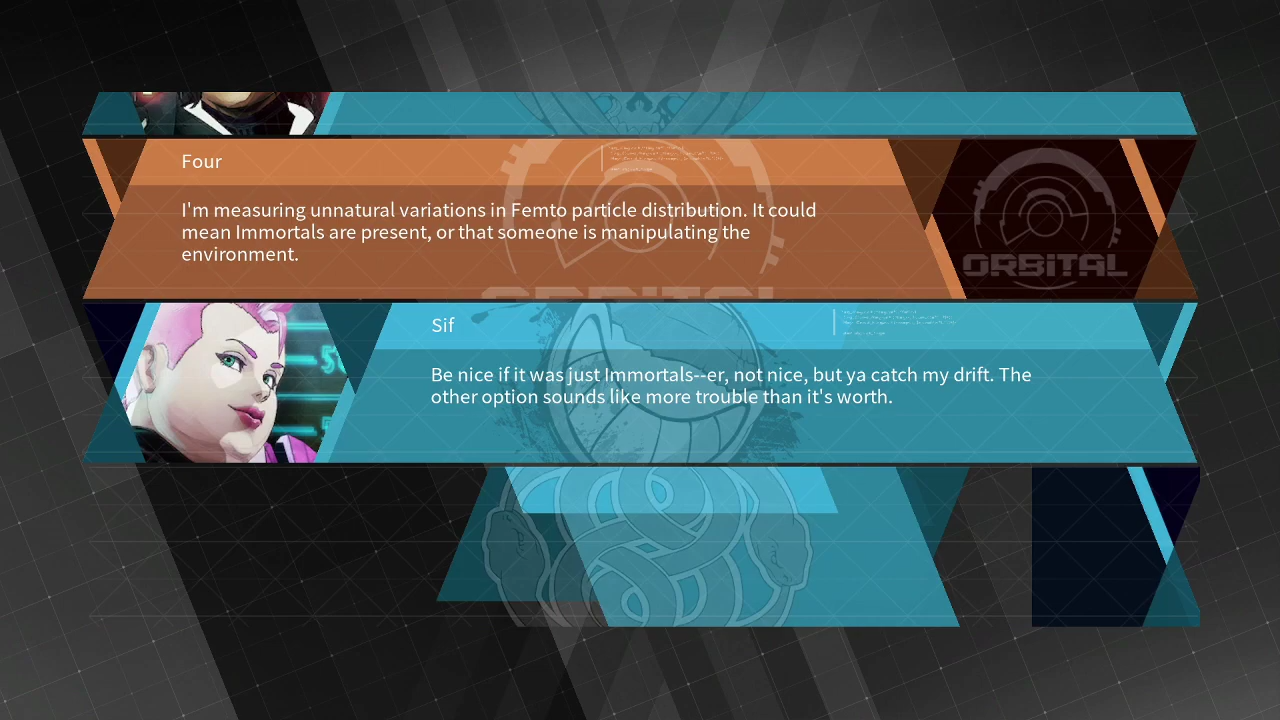 Four
I'm measuring unnatural variations in Femto particle distribution. It could
mean Immortals are present, or that someone is manipulating the
environment.
ORBITAL
Sif
Be nice if it was just Immortals--er, not nice, but ya catch my drift. The
other option sounds like more trouble than it's worth.